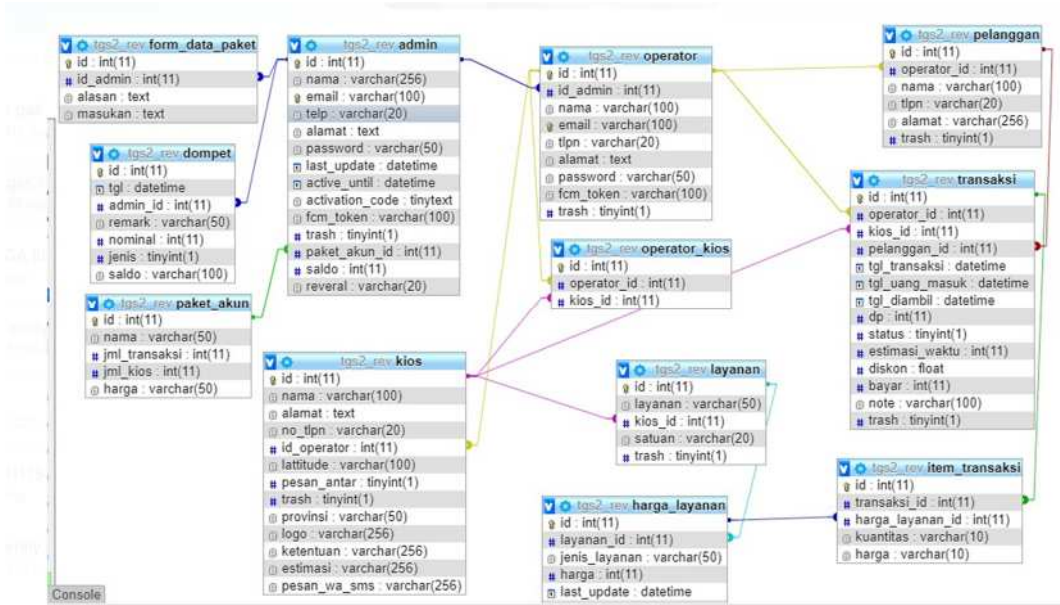 tgs2_rev form_data_paket
id : int(11)
id_admin : int(11)
alasan : text
masukan : text
tgs2_rev admin
id : int(11)
nama : varchar(256)
email : varchar(100)
telp : varchar(20)
alamat : text
password : varchar(50)
last_update : datetime
active_until : datetime
activation_code : tinytext
fcm_token : varchar(100)
trash : tinyint(1)
paket_akun_id : int(11)
saldo : int(11)
reveral : varchar(20)
tgs2_rev operator
id : int(11)
id_admin : int(11)
nama : varchar(100)
email : varchar(100)
tlpn : varchar(20)
alamat : text
password : varchar(50)
fcm_token : varchar(100)
trash : tinyint(1)
tgs2_rev pelanggan
id : int(11)
operator_id : int(11)
nama : varchar(100)
tlpn : varchar(20)
alamat : varchar(256)
trash : tinyint(1)
tgs2_rev dompet
id : int(11)
tgl : datetime
admin_id : int(11)
remark : varchar(50)
nominal : int(11)
jenis : tinyint(1)
saldo : varchar(100)
tgs2_rev transaksi
id : int(11)
operator_id : int(11)
kios_id : int(11)
pelanggan_id : int(11)
tgl_transaksi : datetime
tgl_uang_masuk : datetime
tgl_diambil : datetime
dp : int(11)
status : tinyint(1)
estimasi_waktu : int(11)
diskon : float
bayar : int(11)
note : varchar(100)
trash : tinyint(1)
tgs2_rev operator_kios
id : int(11)
operator_id : int(11)
kios_id : int(11)
tgs2_rev paket_akun
id : int(11)
nama : varchar(50)
jml_transaksi : int(11)
jml_kios : int(11)
harga : varchar(50)
tgs2_rev kios
id : int(11)
nama : varchar(100)
alamat : text
no_tlpn : varchar(20)
id_operator : int(11)
lattitude : varchar(100)
pesan_antar : tinyint(1)
trash : tinyint(1)
provinsi : varchar(50)
logo : varchar(256)
ketentuan : varchar(256)
estimasi : varchar(256)
pesan_wa_sms : varchar(256)
tgs2_rev layanan
id : int(11)
layanan : varchar(50)
kios_id : int(11)
satuan : varchar(20)
trash : tinyint(1)
tgs2_rev item_transaksi
id : int(11)
transaksi_id : int(11)
harga_layanan_id : int(11)
kuantitas : varchar(10)
harga : varchar(10)
tgs2_rev harga_layanan
id : int(11)
layanan_id : int(11)
jenis_layanan : varchar(50)
harga : int(11)
last_update : datetime
Console